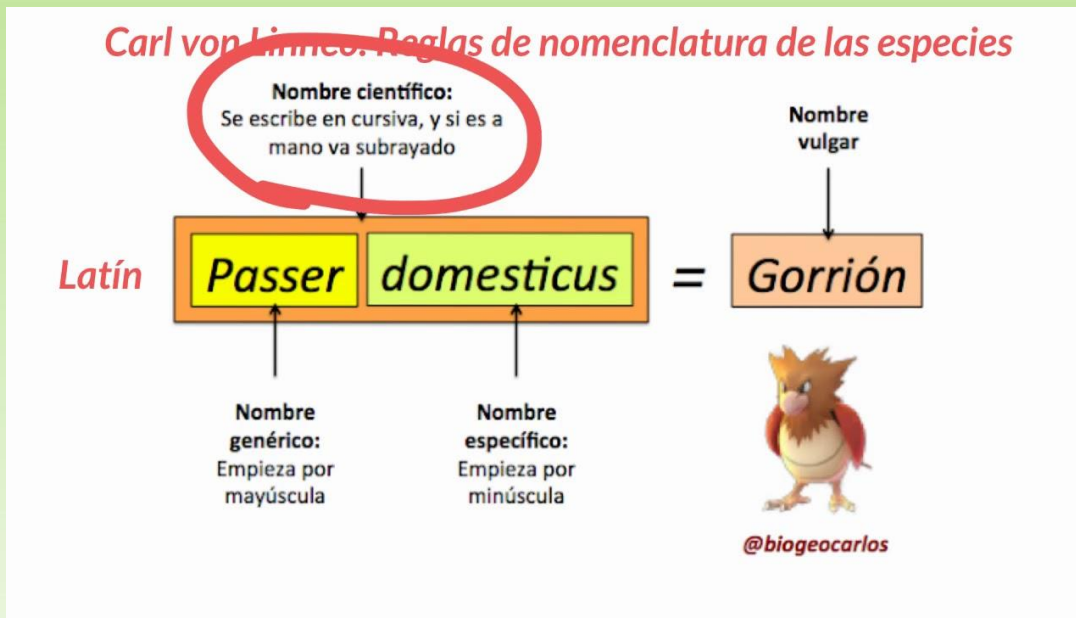 Carl von Linneo: Reglas de nomenclatura de las especies
Nombre científico:
Se escribe en cursiva, y si es a
mano va subrayado
Nombre
vulgar
Latín
Passer domesticus = Gorrión
Nombre
genérico:
Empieza por
mayúscula
Nombre
específico:
Empieza por
minúscula
@biogeocarlos